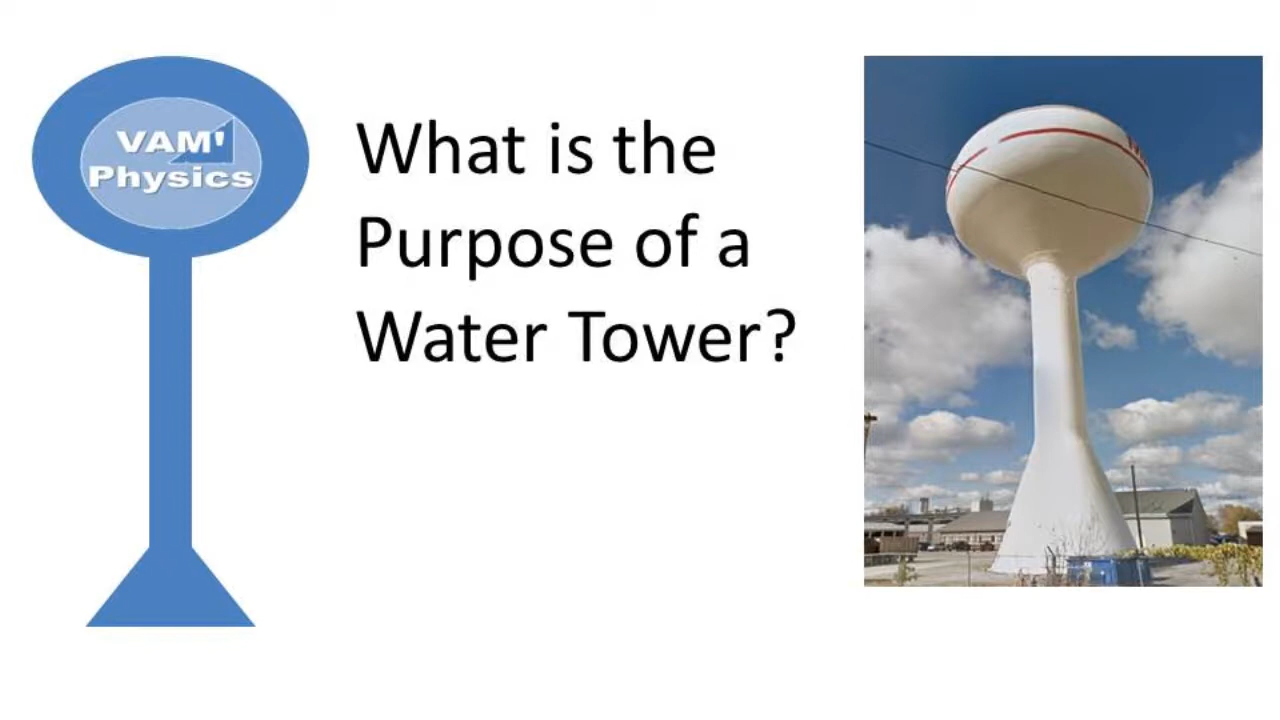 VAM!
Physics
What is the
Purpose of a
Water Tower?